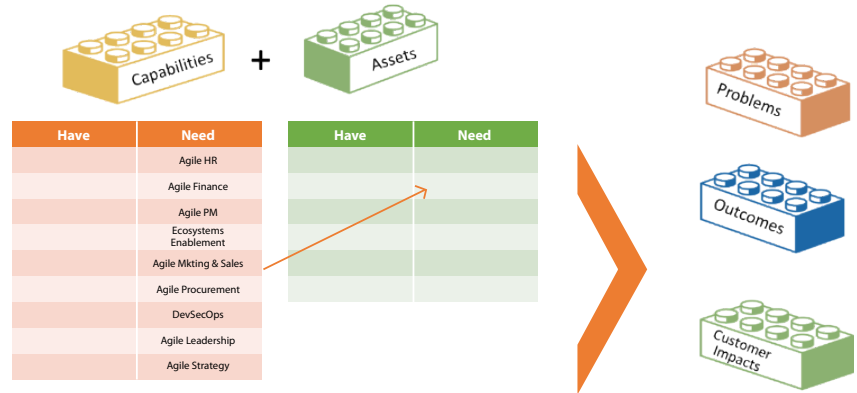 Capabilities
+
Assets
Have Need
Agile HR
Agile Finance
Agile PM
Ecosystems
Enablement
Agile Mkting & Sales
Agile Procurement
DevSecOps
Agile Leadership
Agile Strategy
Have Need
Problems
Outcomes
Customer
Impacts